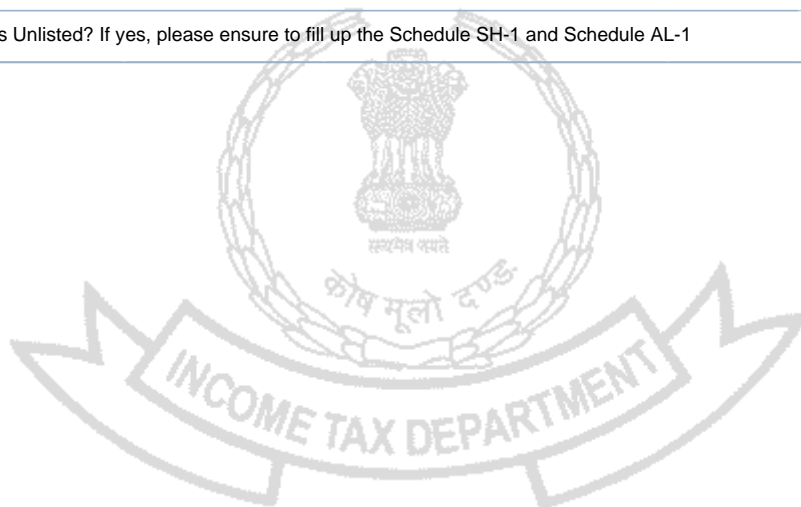 s Unlisted? If yes, please ensure to fill up the Schedule SH-1 and Schedule AL-1
सत्यमेव जयते
कोष मूलो दण्डः
INCOME TAX DEPARTMENT